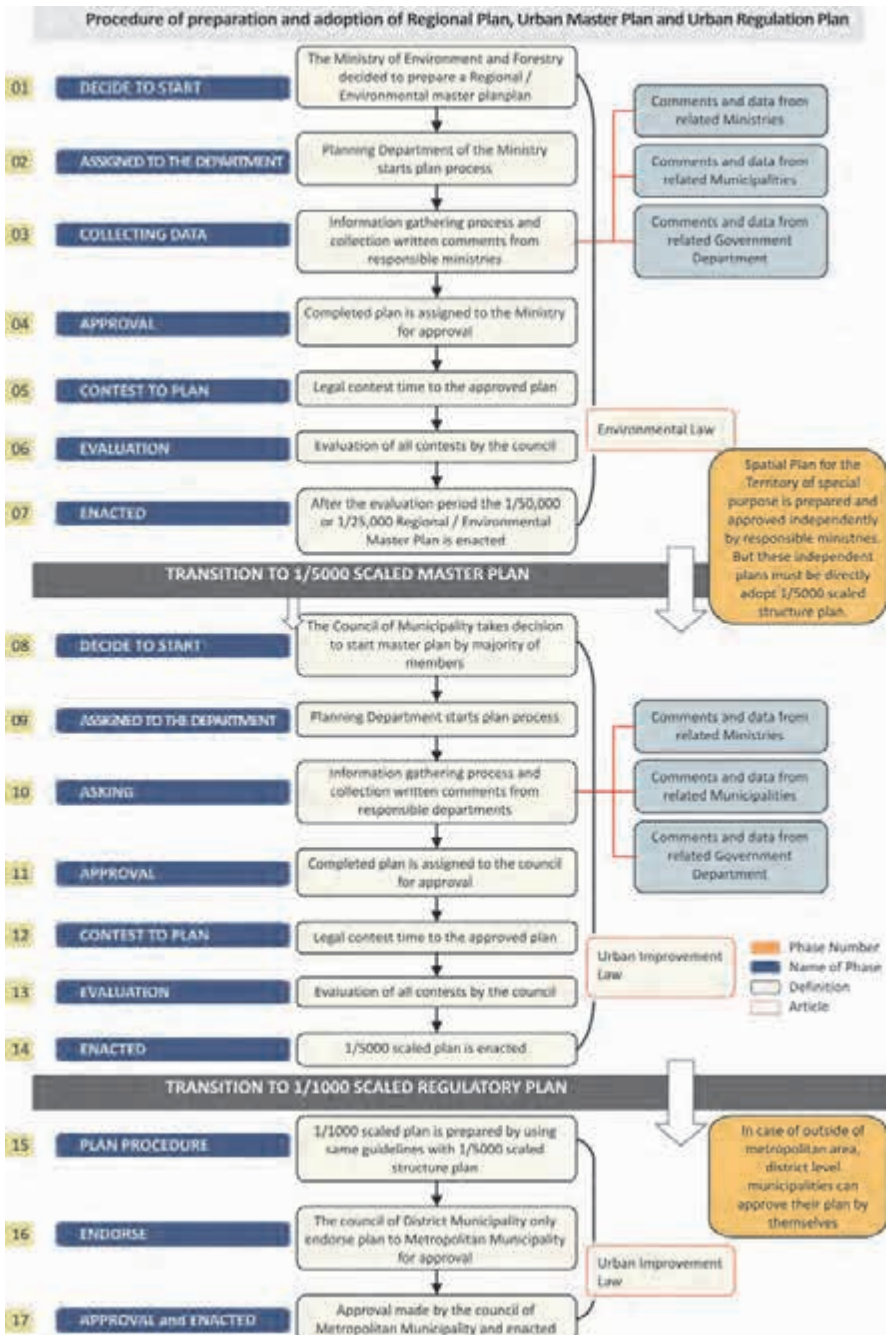 Procedure of preparation and adoption of Regional Plan, Urban Master Plan and Urban Regulation Plan
01
DECIDE TO START
The Ministry of Environment and Forestry
decided to prepare a Regional /
Environmental master planplan
Comments and data from
related Ministries
02
ASSIGNED TO THE DEPARTMENT
Planning Department of the Ministry
starts plan process
Comments and data from
related Municipalities
03
COLLECTING DATA
Information gathering process and
collection written comments from
responsible ministries
Comments and data from
related Government
Department
04
APPROVAL
Completed plan is assigned to the Ministry
for approval
05
CONTEST TO PLAN
Legal contest time to the approved plan
Environmental Law
06
EVALUATION
Evaluation of all contests by the council
07
ENACTED
After the evaluation period the 1/50,000
or 1/25,000 Regional / Environmental
Master Plan is enacted
Spatial Plan for the
Territory of special
purpose is prepared and
approved independently
by responsible ministries.
But these independent
plans must be directly
adopt 1/5000 scaled
structure plan.
TRANSITION TO 1/5000 SCALED MASTER PLAN
08
DECIDE TO START
The Council of Municipality takes decision
to start master plan by majority of
members
09
ASSIGNED TO THE DEPARTMENT
Planning Department starts plan process
Comments and data from
related Ministries
10
ASKING
Information gathering process and
collection written comments from
responsible departments
Comments and data from
related Municipalities
11
APPROVAL
Completed plan is assigned to the council
for approval
Comments and data from
related Government
Department
12
CONTEST TO PLAN
Legal contest time to the approved plan
Urban Improvement
Law
Phase Number
Name of Phase
Definition
Article
13
EVALUATION
Evaluation of all contests by the council
14
ENACTED
1/5000 scaled plan is enacted
TRANSITION TO 1/1000 SCALED REGULATORY PLAN
15
PLAN PROCEDURE
1/1000 scaled plan is prepared by using
same guidelines with 1/5000 scaled
structure plan
In case of outside of
metropolitan area,
district level
municipalities can
approve their plan by
themselves
16
ENDORSE
The council of District Municipality only
endorse plan to Metropolitan Municipality
for approval
Urban Improvement
Law
17
APPROVAL and ENACTED
Approval made by the council of
Metropolitan Municipality and enacted